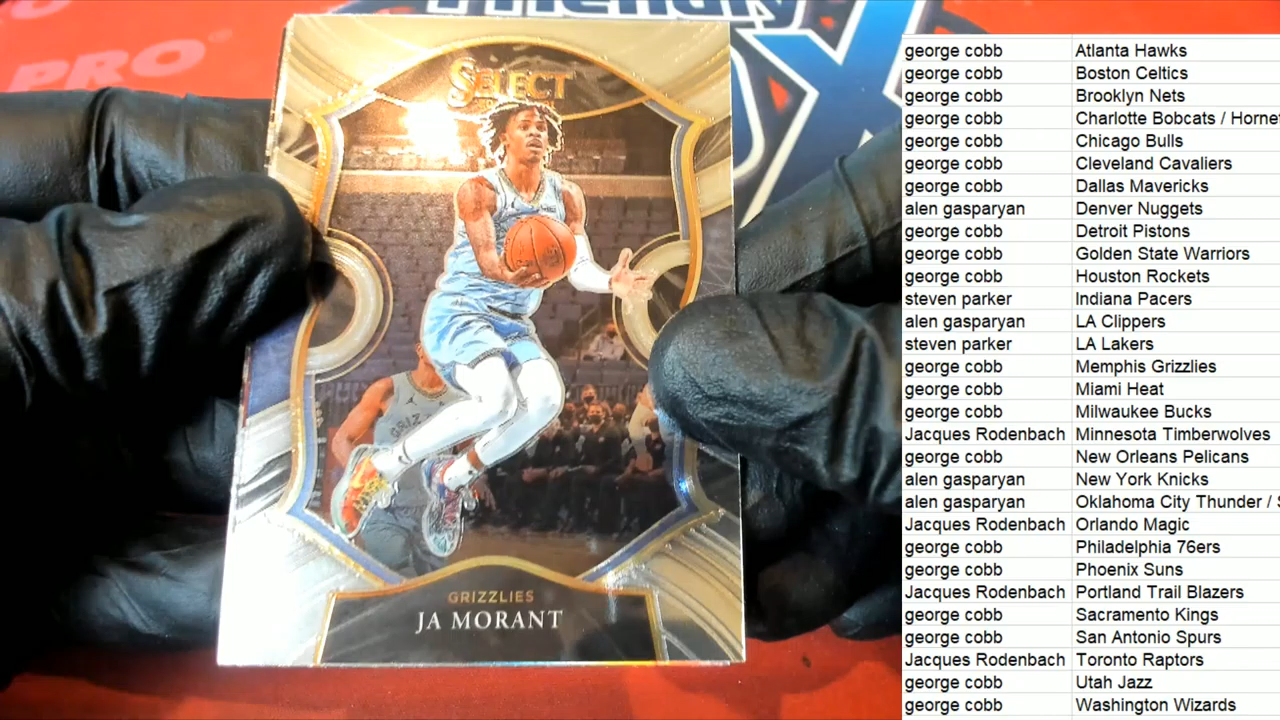 PRO
Friendly
SELECT
GRIZZLIES
JA MORANT
george cobb Atlanta Hawks
george cobb Boston Celtics
george cobb Brooklyn Nets
george cobb Charlotte Bobcats / Horne
george cobb Chicago Bulls
george cobb Cleveland Cavaliers
george cobb Dallas Mavericks
alen gasparyan Denver Nuggets
george cobb Detroit Pistons
george cobb Golden State Warriors
george cobb Houston Rockets
steven parker Indiana Pacers
alen gasparyan LA Clippers
steven parker LA Lakers
george cobb Memphis Grizzlies
george cobb Miami Heat
george cobb Milwaukee Bucks
Jacques Rodenbach Minnesota Timberwolves
george cobb New Orleans Pelicans
alen gasparyan New York Knicks
alen gasparyan Oklahoma City Thunder /
Jacques Rodenbach Orlando Magic
george cobb Philadelphia 76ers
george cobb Phoenix Suns
Jacques Rodenbach Portland Trail Blazers
george cobb Sacramento Kings
george cobb San Antonio Spurs
Jacques Rodenbach Toronto Raptors
george cobb Utah Jazz
george cobb Washington Wizards